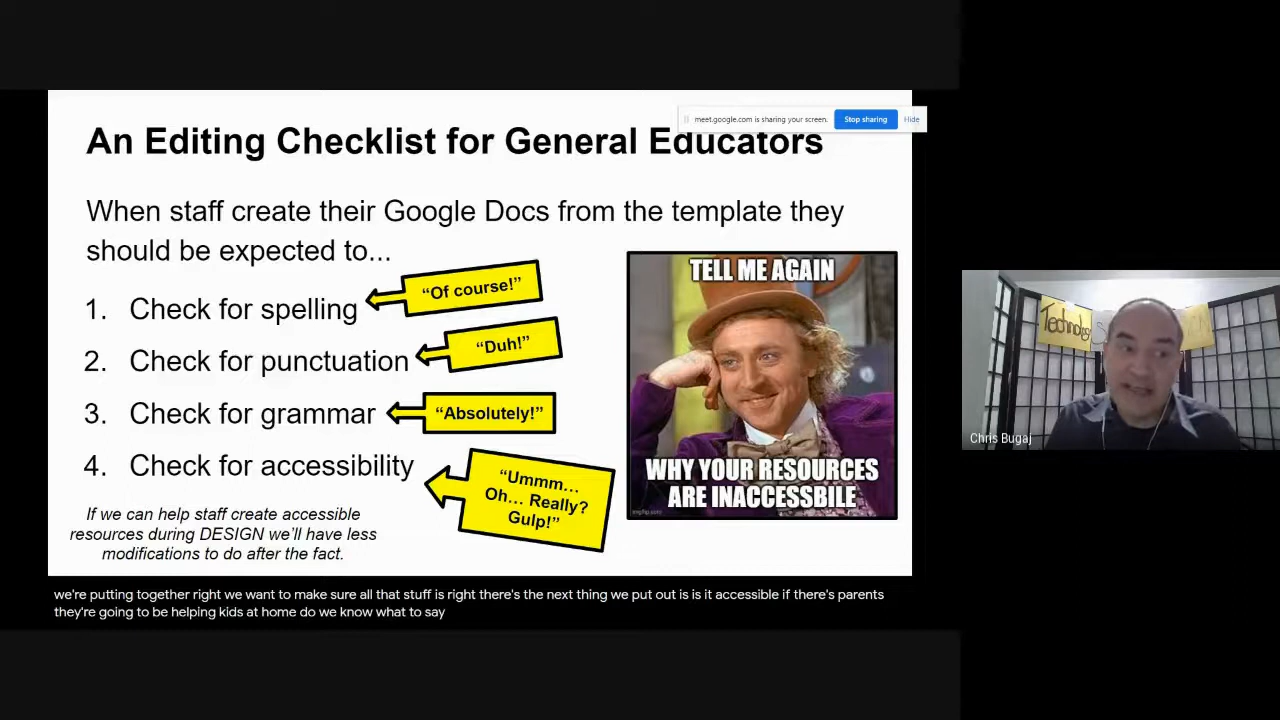 An Editing Checklist for General Educators
meet.google.com is sharing your screen.
Stop sharing
Hide
When staff create their Google Docs from the template they
should be expected to...
1. Check for spelling
“Of course!”
2. Check for punctuation
“Duh!”
3. Check for grammar
“Absolutely!”
4. Check for accessibility
“Ummm…
Oh… Really?
Gulp!”
If we can help staff create accessible
resources during DESIGN we’ll have less
modifications to do after the fact.
TELL ME AGAIN
WHY YOUR RESOURCES
ARE INACCESSBILE
imgflip.com
Technology
Chris Bugaj
we're putting together right we want to make sure all that stuff is right there's the next thing we put out is is it accessible if there's parents
they're going to be helping kids at home do we know what to say